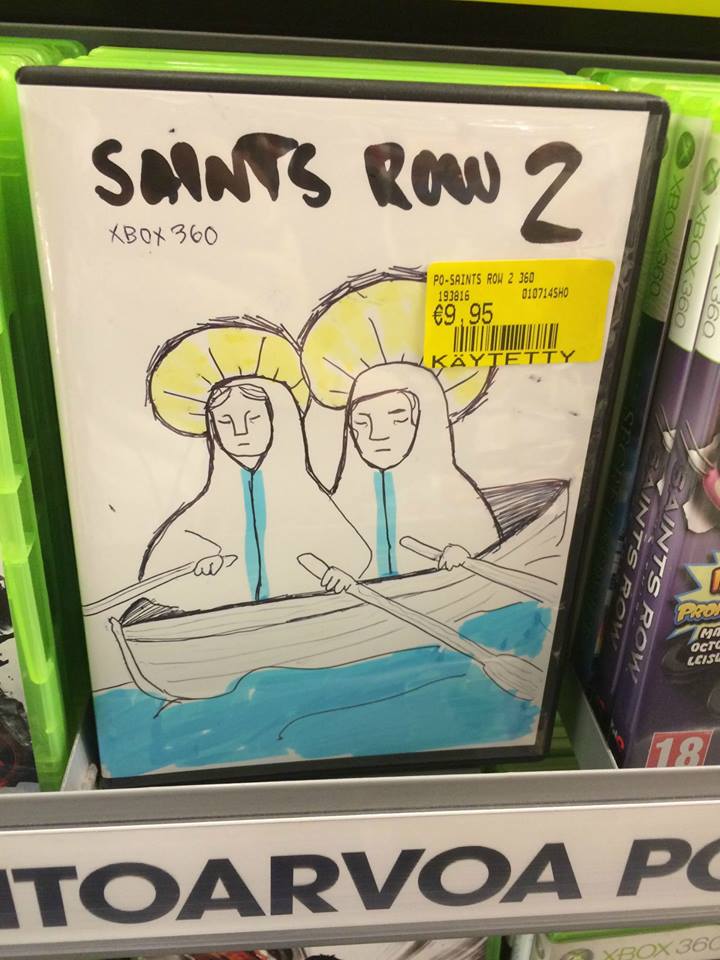 SAINTS ROW 2
XBOX 360
PO-SAINTS ROW 2 360
193816 010714SHO
€9,95
KÄYTETTY
XBOX 360
XBOX 360
SAINTS ROW
SAINTS ROW
18
ITOARVOA PO
XBOX 360